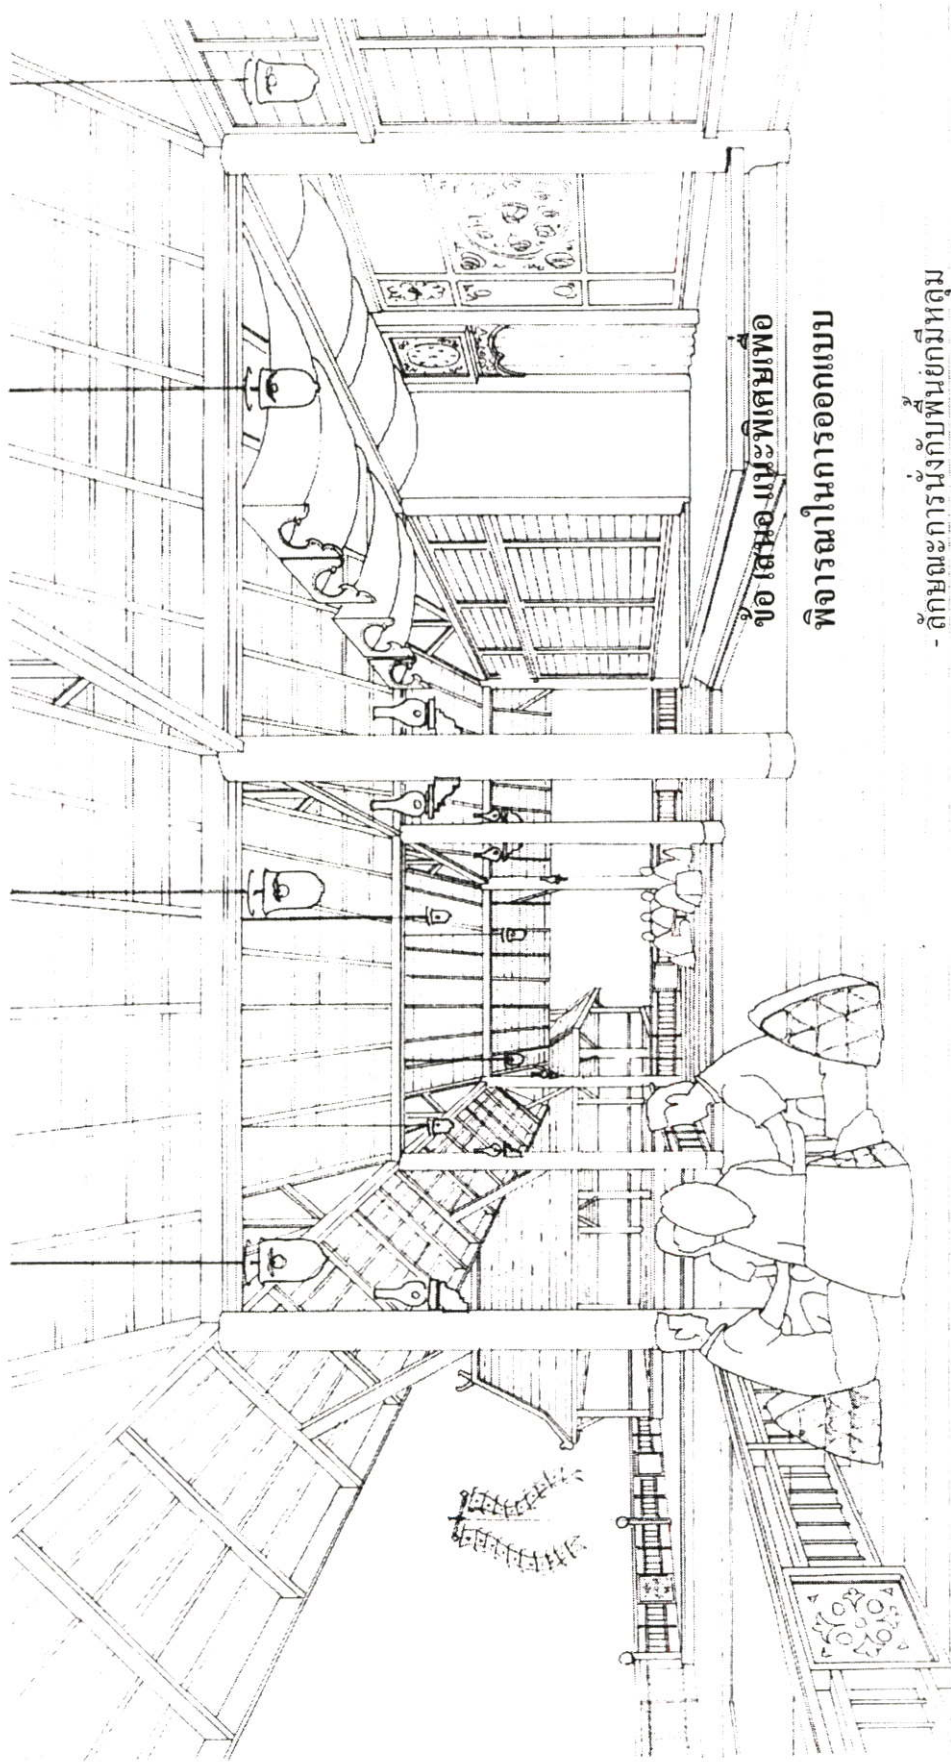 ข้อเสนอแนะพิเศษเพื่อ
พิจารณาในการออกแบบ
- ลักษณะการนั่งกับพื้นยกมีหลุม